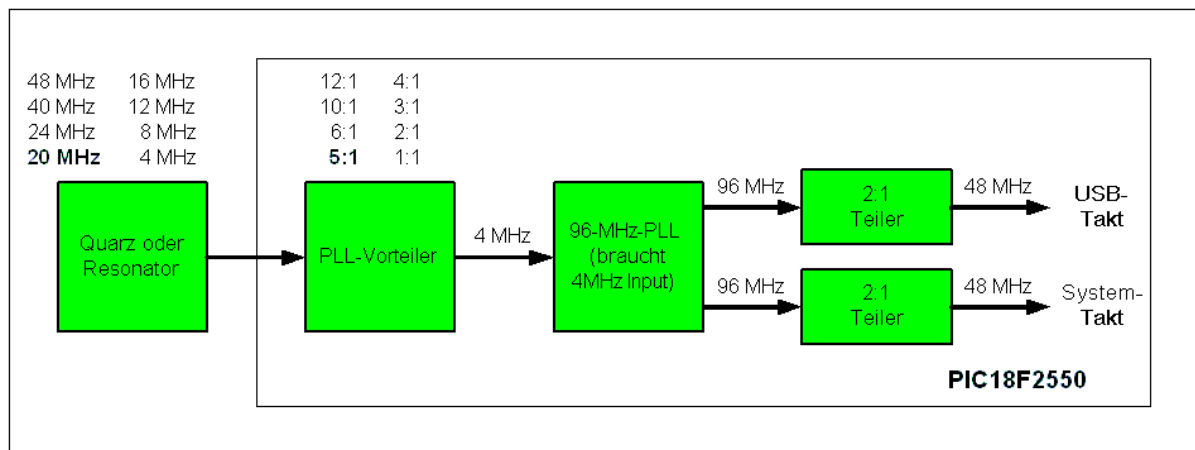 48 MHz 16 MHz
40 MHz 12 MHz
24 MHz 8 MHz
20 MHz 4 MHz
12:1 4:1
10:1 3:1
6:1 2:1
5:1 1:1
Quarz oder
Resonator
PLL-Vorteiler
4 MHz
96-MHz-PLL
(braucht
4MHz Input)
96 MHz
2:1
Teiler
48 MHz
USB-
Takt
96 MHz
2:1
Teiler
48 MHz
System-
Takt
PIC18F2550